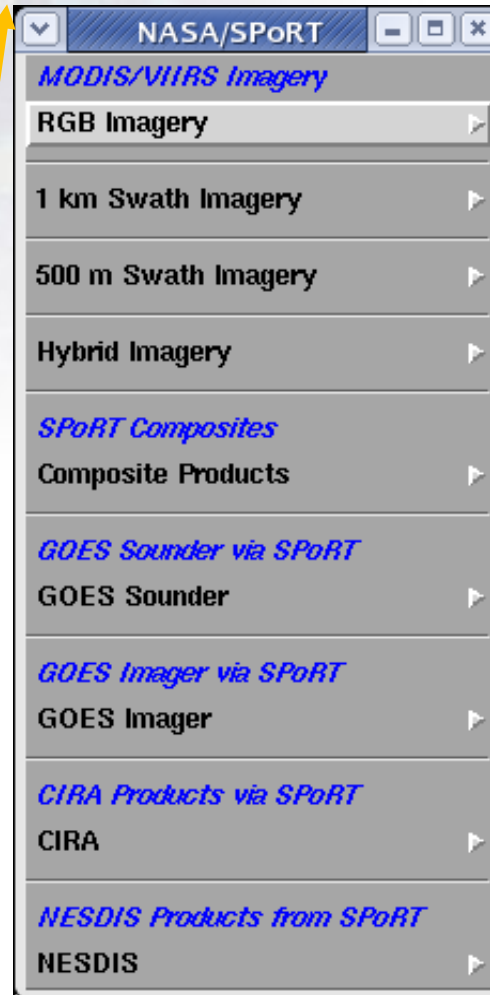 NASA/SPoRT
MODIS/VIIRS Imagery
RGB Imagery
1 km Swath Imagery
500 m Swath Imagery
Hybrid Imagery
SPoRT Composites
Composite Products
GOES Sounder via SPoRT
GOES Sounder
GOES Imager via SPoRT
GOES Imager
CIRA Products via SPoRT
CIRA
NESDIS Products from SPoRT
NESDIS